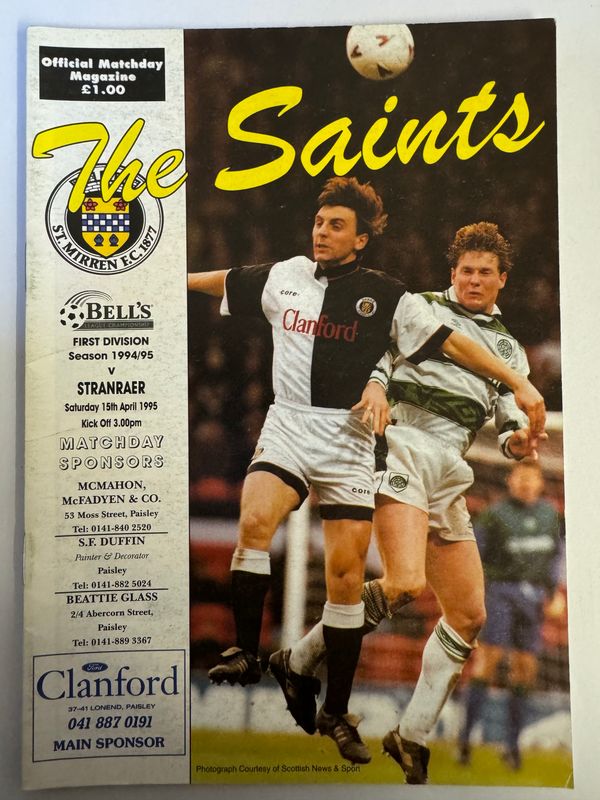 Official Matchday
Magazine
£1.00
The Saints
ST. MIRREN F.C. 1877
BELL'S
LEAGUE CHAMPIONSHIP
FIRST DIVISION
Season 1994/95
v
STRANRAER
Saturday 15th April 1995
Kick Off 3.00pm
MATCHDAY
SPONSORS
MCMAHON,
McFADYEN & CO.
53 Moss Street, Paisley
Tel: 0141-840 2520
S.F. DUFFIN
Painter & Decorator
Paisley
Tel: 0141-882 5024
BEATTIE GLASS
2/4 Abercorn Street,
Paisley
Tel: 0141-889 3367
Ford
Clanford
37-41 LONEND, PAISLEY
041 887 0191
MAIN SPONSOR
core
Clanford
core
Photograph Courtesy of Scottish News & Sport